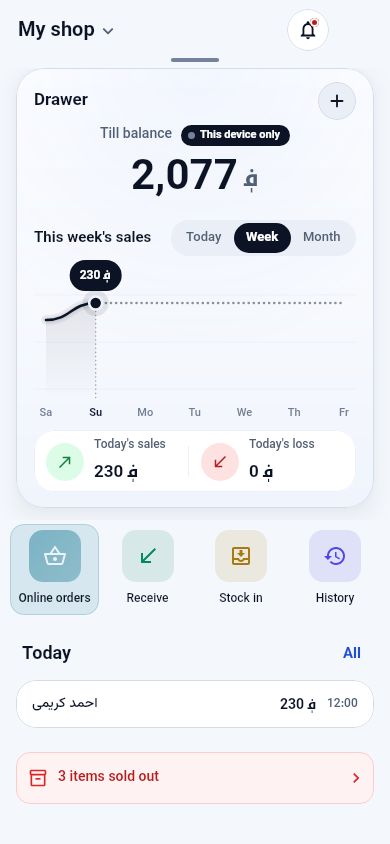 My shop
Drawer
Till balance
This device only
2,077 ؋
This week's sales
Today Week Month
230 ؋
Sa Su Mo Tu We Th Fr
Today's sales
230 ؋
Today's loss
0 ؋
Online orders
Receive
Stock in
History
Today
All
احمد کریمی
230 ؋ 12:00
3 items sold out